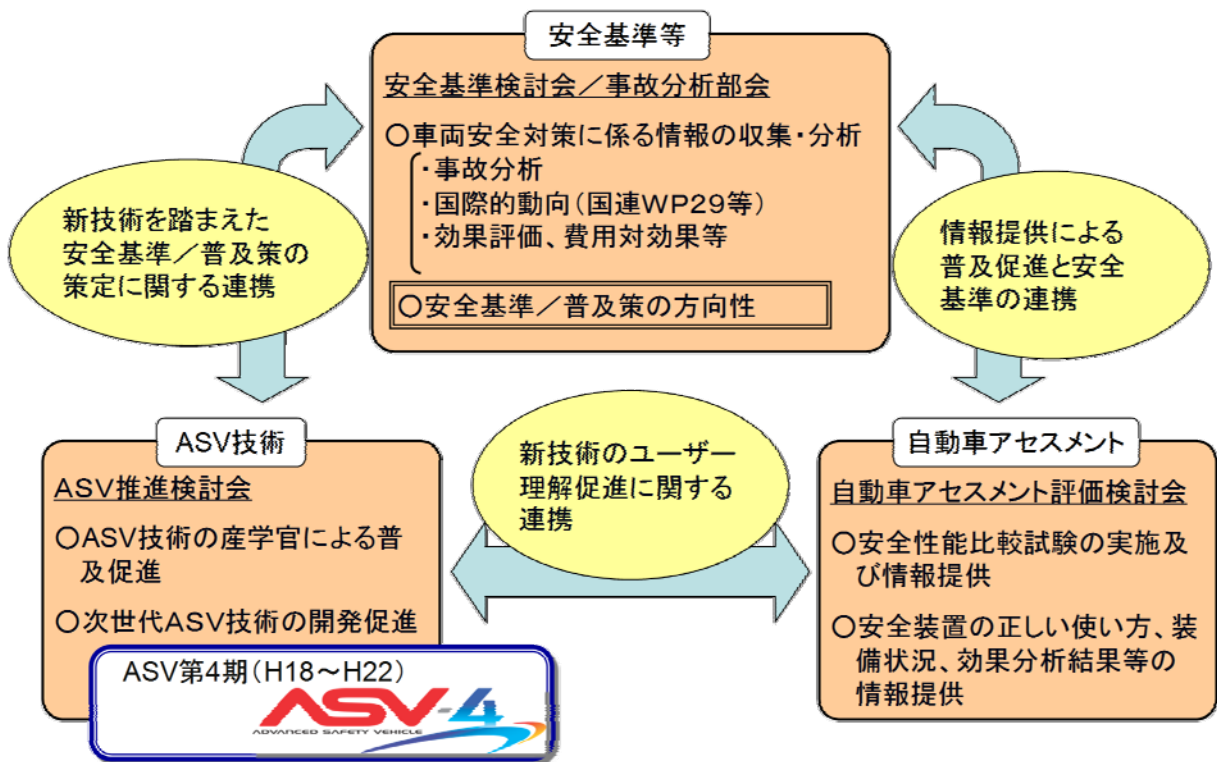 安全基準等
安全基準検討会／事故分析部会
○車両安全対策に係る情報の収集・分析
・事故分析
・国際的動向（国連WP29等）
・効果評価、費用対効果等
○安全基準／普及策の方向性
新技術を踏まえた
安全基準／普及策の
策定に関する連携
情報提供による
普及促進と安全
基準の連携
新技術のユーザー
理解促進に関する
連携
ASV技術
ASV推進検討会
○ASV技術の産学官による普
及促進
○次世代ASV技術の開発促進
ASV第4期（H18～H22）
ASV-4
ADVANCED SAFETY VEHICLE
自動車アセスメント
自動車アセスメント評価検討会
○安全性能比較試験の実施及
び情報提供
○安全装置の正しい使い方、装
備状況、効果分析結果等の
情報提供